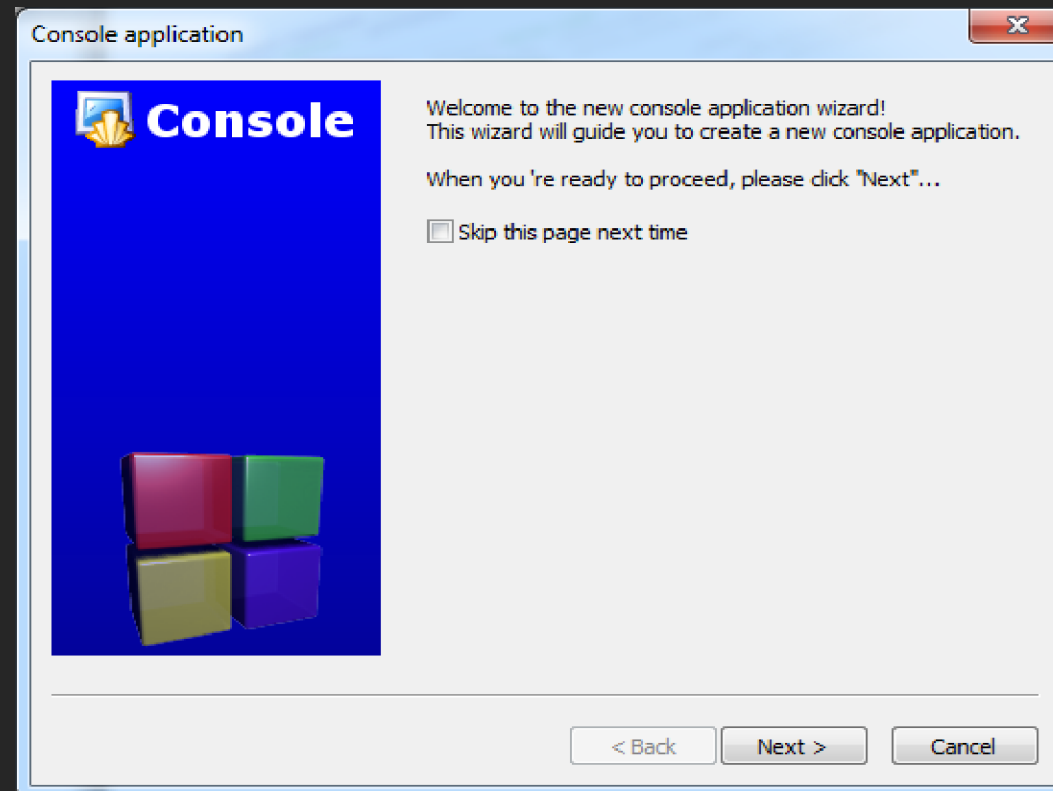 Console application
Console
Welcome to the new console application wizard!
This wizard will guide you to create a new console application.
When you 're ready to proceed, please click "Next"...
Skip this page next time
< Back
Next >
Cancel